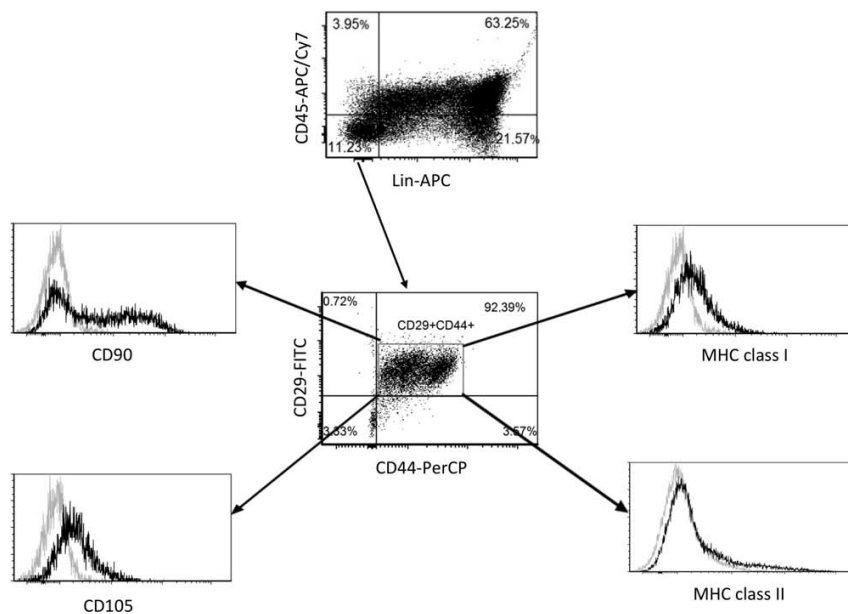 3.95% 63.25%
CD45-APC/Cy7
11.23% 21.57%
Lin-APC
CD90
MHC class I
0.72% 92.39%
CD29+CD44+
CD29-FITC
3.33% 3.57%
CD44-PerCP
CD105
MHC class II